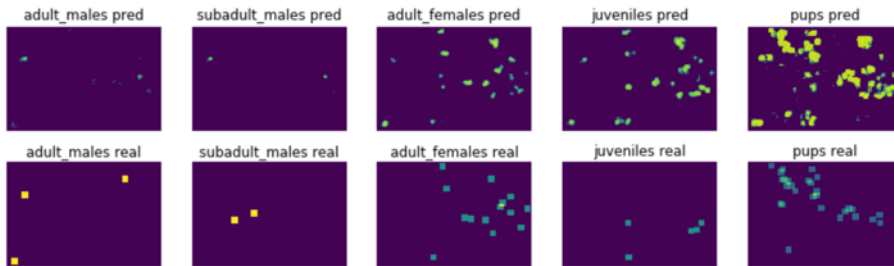 adult_males pred
subadult_males pred
adult_females pred
juveniles pred
pups pred
adult_males real
subadult_males real
adult_females real
juveniles real
pups real